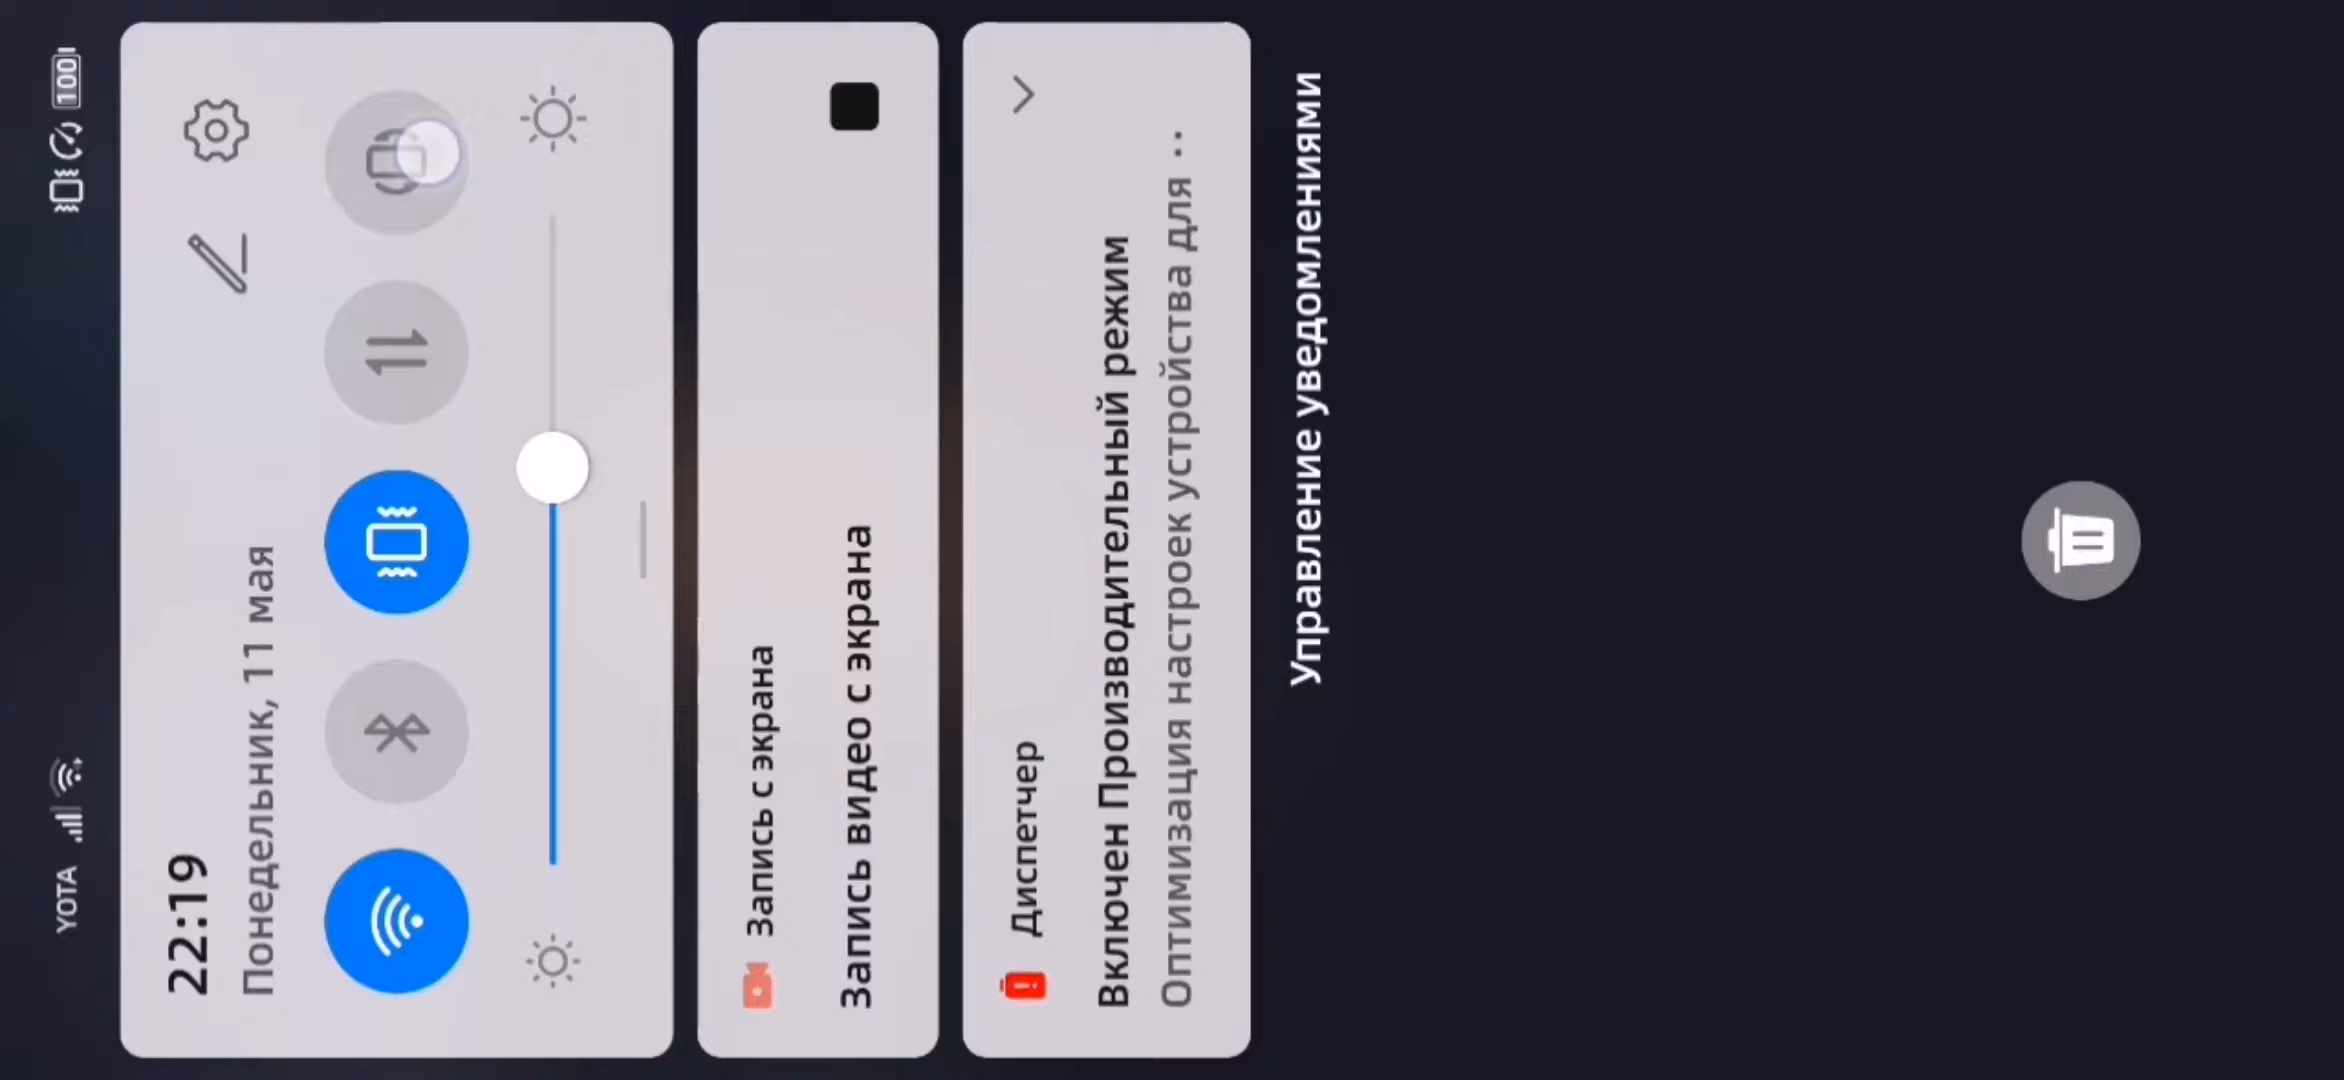 YOTA
100
22:19
Понедельник, 11 мая
Запись с экрана
Запись видео с экрана
Диспетчер
Включен Производительный режим
Оптимизация настроек устройства для ..
Управление уведомлениями